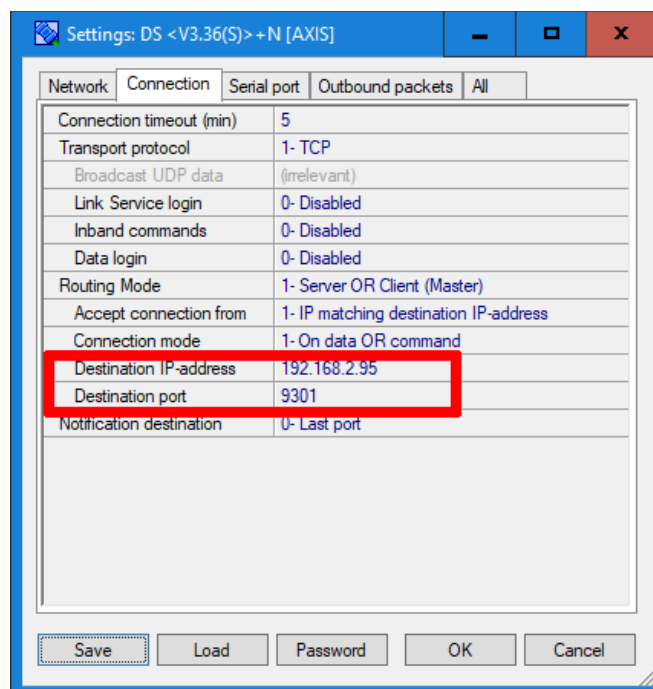 Settings: DS <V3.36(S)>+N [AXIS]
Network Connection Serial port Outbound packets All
Connection timeout (min) 5
Transport protocol 1- TCP
Broadcast UDP data (irrelevant)
Link Service login 0- Disabled
Inband commands 0- Disabled
Data login 0- Disabled
Routing Mode 1- Server OR Client (Master)
Accept connection from 1- IP matching destination IP-address
Connection mode 1- On data OR command
Destination IP-address 192.168.2.95
Destination port 9301
Notification destination 0- Last port
Save Load Password OK Cancel